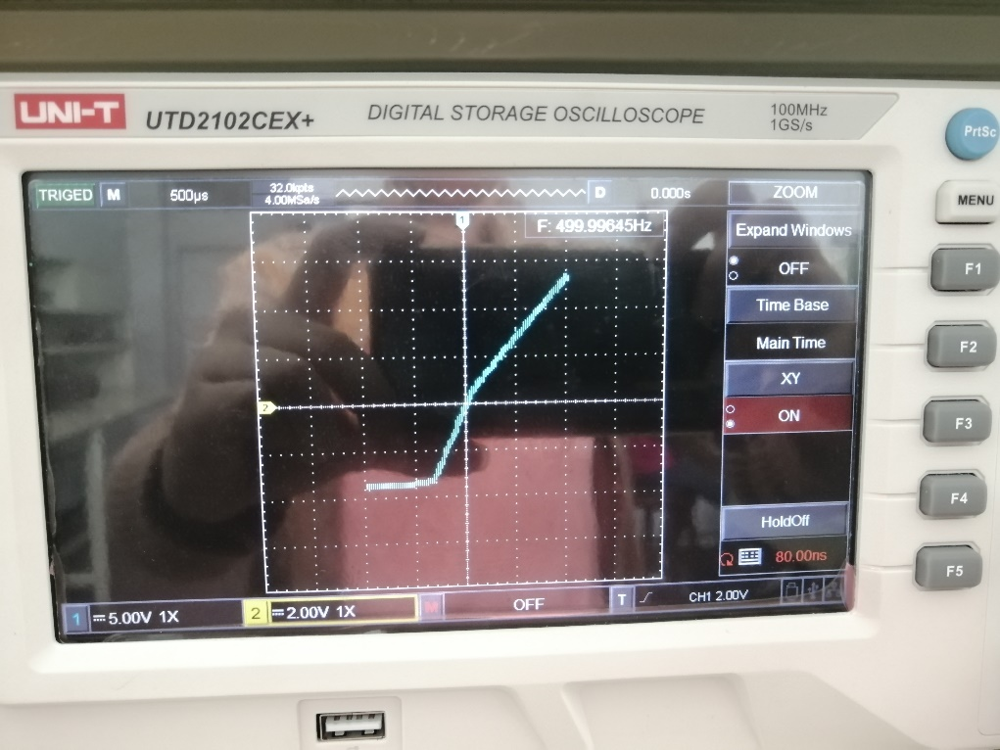 UNI-T UTD2102CEX+ DIGITAL STORAGE OSCILLOSCOPE 100MHz
1GS/s
PrtSc
TRIGED M 500µs 32.0kpts D 0.000s ZOOM
4.00MSa/s
MENU
1
F: 499.99645Hz
Expand Windows
OFF
F1
Time Base
Main Time
F2
XY
2
ON
F3
F4
HoldOff
80.00ns
F5
1 5.00V 1X 2 2.00V 1X M OFF T CH1 2.00V